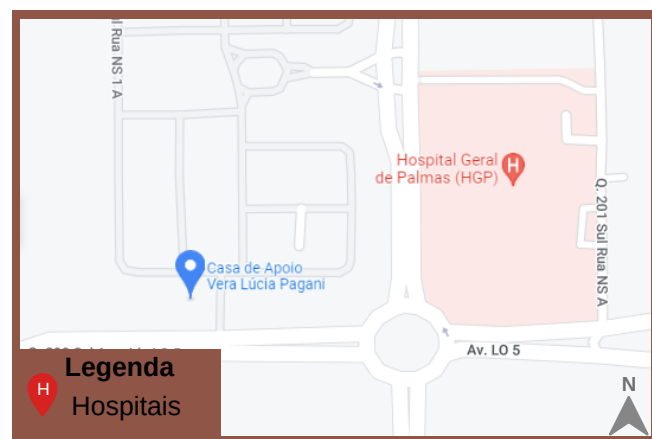 ul Rua NS 1 A
Hospital Geral
de Palmas (HGP)
H
Q. 201 Sul Rua NS A
Casa de Apoio
Vera Lúcia Pagani
Av. LO 5
Legenda
H
Hospitais
N